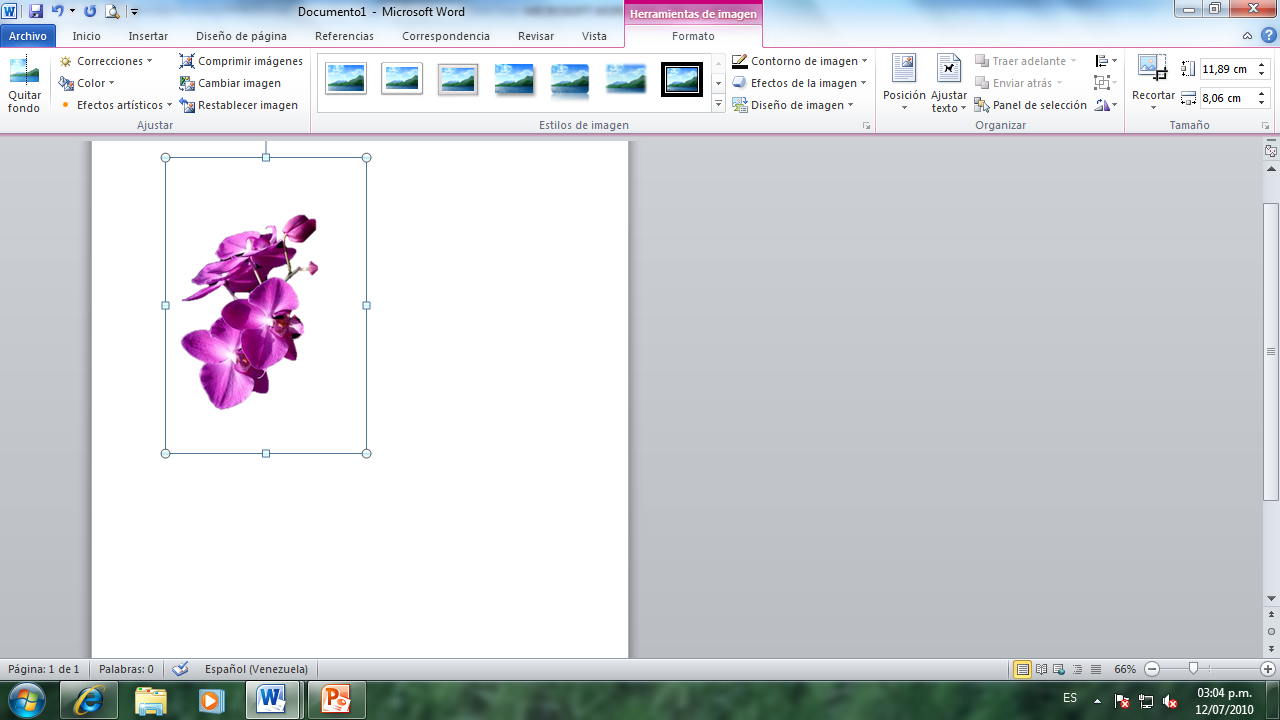 Documento1 - Microsoft Word
Herramientas de imagen
Archivo
Inicio
Insertar
Diseño de página
Referencias
Correspondencia
Revisar
Vista
Formato
Quitar fondo
Correcciones
Color
Efectos artísticos
Comprimir imágenes
Cambiar imagen
Restablecer imagen
Ajustar
Estilos de imagen
Contorno de imagen
Efectos de la imagen
Diseño de imagen
Posición
Ajustar texto
Traer adelante
Enviar atrás
Panel de selección
Organizar
Recortar
11,89 cm
8,06 cm
Tamaño
Página: 1 de 1
Palabras: 0
Español (Venezuela)
66%
ES
03:04 p.m.
12/07/2010